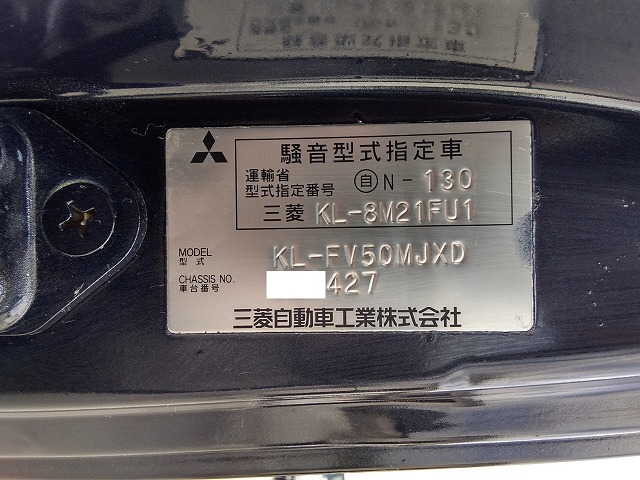 騒音型式指定車
運輸省
型式指定番号 自 N-130
三菱 KL-8M21FU1
MODEL
型式 KL-FV50MJXD
CHASSIS NO.
車台番号 427
三菱自動車工業株式会社